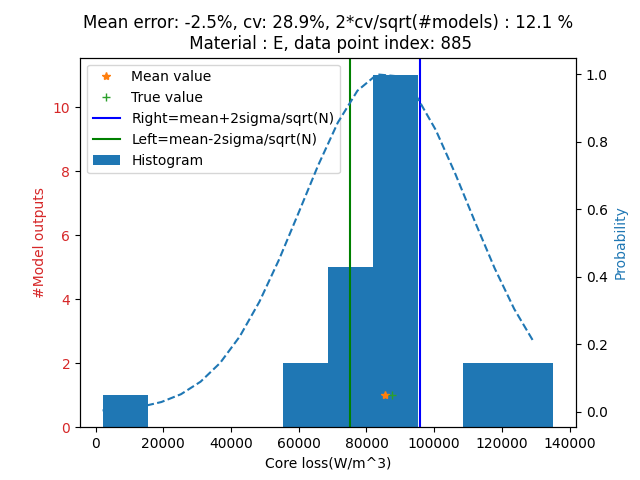 Mean error: -2.5%, cv: 28.9%, 2*cv/sqrt(#models) : 12.1 %
Material : E, data point index: 885
Mean value
True value
Right=mean+2sigma/sqrt(N)
Left=mean-2sigma/sqrt(N)
Histogram
#Model outputs
10
8
6
4
2
0
1.0
0.8
0.6
0.4
0.2
0.0
Probability
0 20000 40000 60000 80000 100000 120000 140000
Core loss(W/m^3)